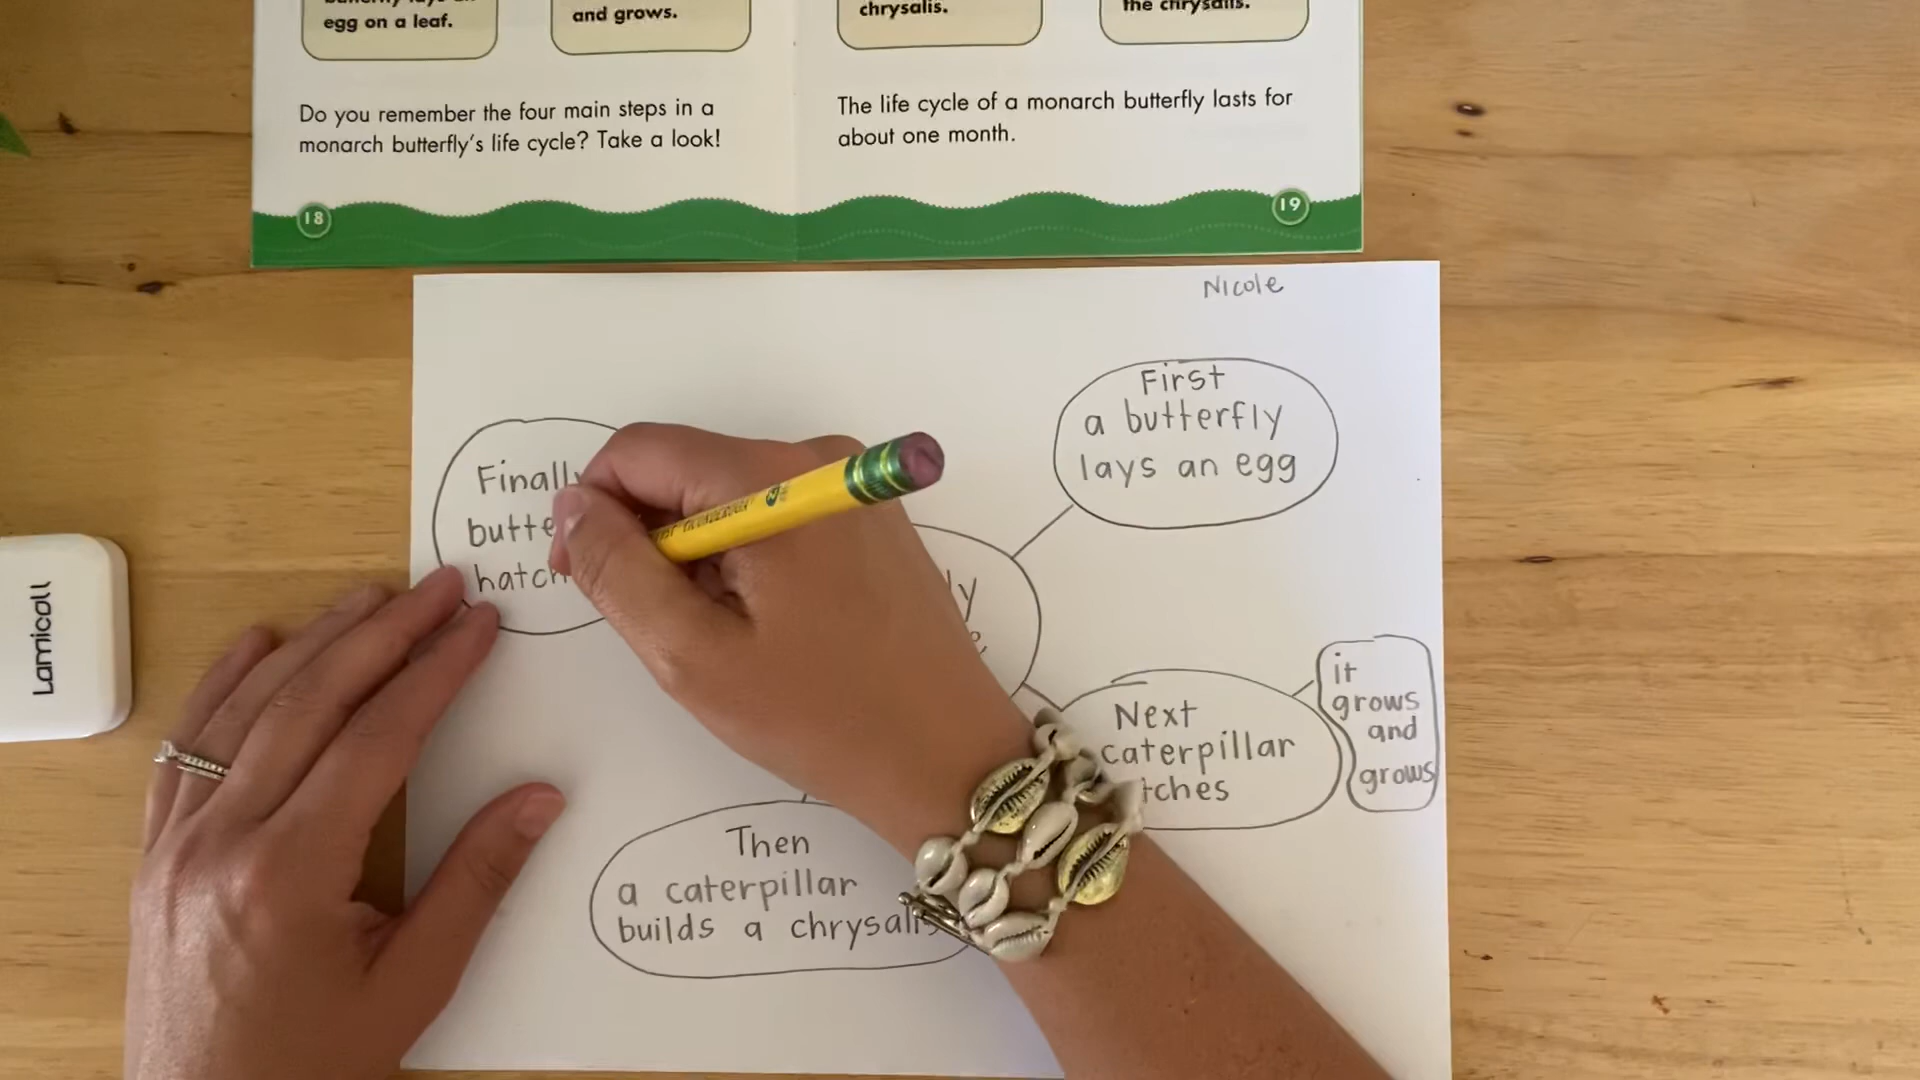 egg on a leaf.
and grows.
chrysalis.
the chrysalis.
Do you remember the four main steps in a
monarch butterfly's life cycle? Take a look!
The life cycle of a monarch butterfly lasts for
about one month.
18
19
Nicole
First
a butterfly
lays an egg
Next
caterpillar
tches
it
grows
and
grows
Then
a caterpillar
builds a chrysalis
Finally
butte
hatch
ly
Lamicall